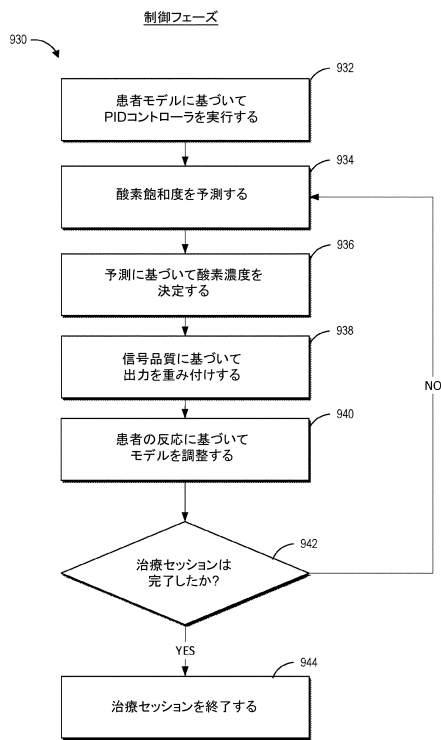 制御フェーズ
930
932
患者モデルに基づいて
PIDコントローラを実行する
934
酸素飽和度を予測する
936
予測に基づいて酸素濃度を
決定する
938
信号品質に基づいて
出力を重み付けする
NO
940
患者の反応に基づいて
モデルを調整する
942
治療セッションは
完了したか?
YES
944
治療セッションを終了する